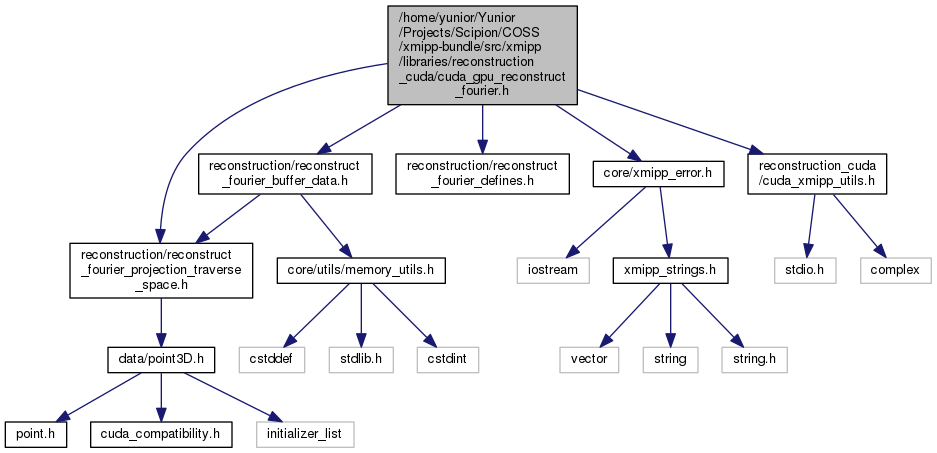 /home/yunior/Yunior
/Projects/Scipion/COSS
/xmipp-bundle/src/xmipp
/libraries/reconstruction
_cuda/cuda_gpu_reconstruct
_fourier.h
reconstruction/reconstruct
_fourier_buffer_data.h
reconstruction/reconstruct
_fourier_defines.h
core/xmipp_error.h
reconstruction_cuda
/cuda_xmipp_utils.h
reconstruction/reconstruct
_fourier_projection_traverse
_space.h
core/utils/memory_utils.h
iostream
xmipp_strings.h
stdio.h
complex
data/point3D.h
cstddef
stdlib.h
cstdint
vector
string
string.h
point.h
cuda_compatibility.h
initializer_list